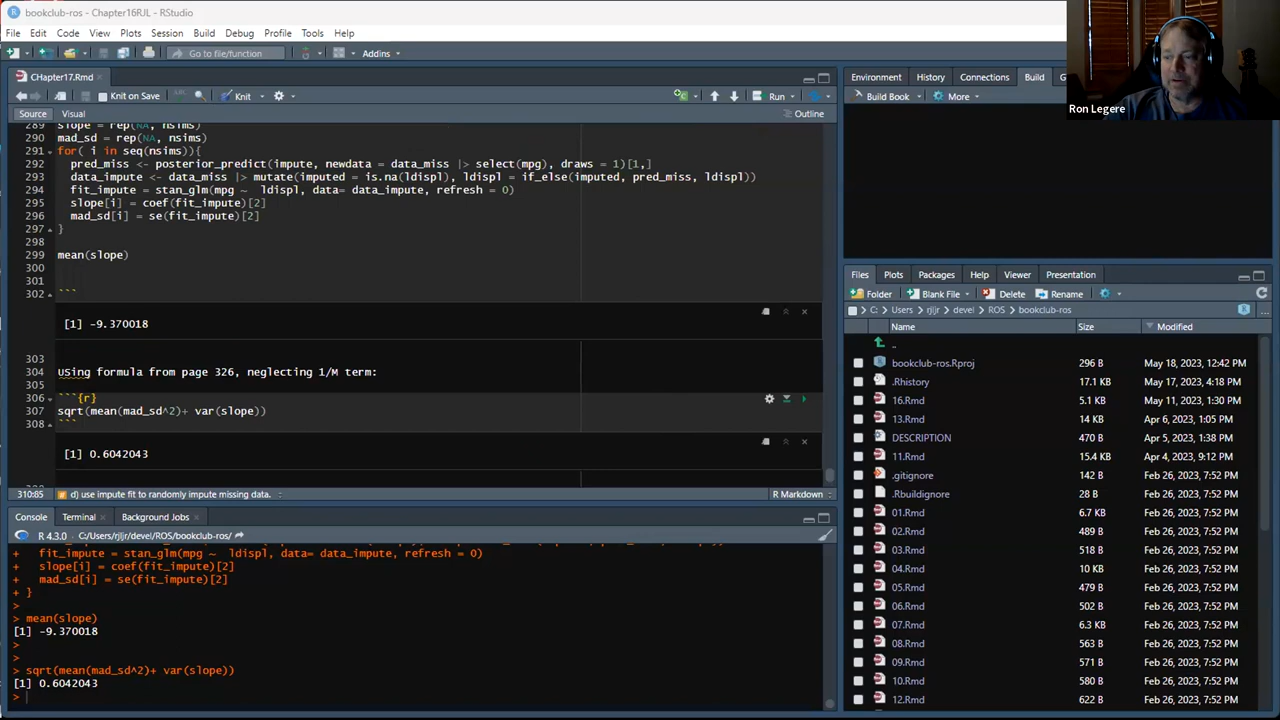 bookclub-ros - Chapter16RJL - RStudio
File Edit Code View Plots Session Build Debug Profile Tools Help
Go to file/function
Addins
CHapter17.Rmd
Knit on Save
Knit
Run
Source Visual
Outline
289 slope = rep(NA, nsims)
290 mad_sd = rep(NA, nsims)
291 for( i in seq(nsims)){
292 pred_miss <- posterior_predict(impute, newdata = data_miss |> select(mpg), draws = 1)[1,]
293 data_impute <- data_miss |> mutate(imputed = is.na(ldispl), ldispl = if_else(imputed, pred_miss, ldispl))
294 fit_impute = stan_glm(mpg ~ ldispl, data= data_impute, refresh = 0)
295 slope[i] = coef(fit_impute)[2]
296 mad_sd[i] = se(fit_impute)[2]
297 }
298
299 mean(slope)
300
301
302 ```
[1] -9.370018
303
304 Using formula from page 326, neglecting 1/M term:
305
306 ```{r}
307 sqrt(mean(mad_sd^2)+ var(slope))
308 ```
[1] 0.6042043
310:85 d) use impute fit to randomly impute missing data.
R Markdown
Console Terminal Background Jobs
R 4.3.0 · C:/Users/rjljr/devel/ROS/bookclub-ros/
+ fit_impute = stan_glm(mpg ~ ldispl, data= data_impute, refresh = 0)
+ slope[i] = coef(fit_impute)[2]
+ mad_sd[i] = se(fit_impute)[2]
+ }
>
> mean(slope)
[1] -9.370018
>
>
> sqrt(mean(mad_sd^2)+ var(slope))
[1] 0.6042043
>
Environment History Connections Build
Build Book More
Ron Legere
Files Plots Packages Help Viewer Presentation
Folder Blank File Delete Rename
C: Users rjljr devel ROS bookclub-ros
Name Size Modified
..
bookclub-ros.Rproj 296 B May 18, 2023, 12:42 PM
.Rhistory 17.1 KB May 17, 2023, 4:18 PM
16.Rmd 5.1 KB May 11, 2023, 1:30 PM
13.Rmd 14 KB Apr 6, 2023, 1:05 PM
DESCRIPTION 470 B Apr 5, 2023, 1:38 PM
11.Rmd 15.4 KB Apr 4, 2023, 9:12 PM
.gitignore 142 B Feb 26, 2023, 7:52 PM
.Rbuildignore 28 B Feb 26, 2023, 7:52 PM
01.Rmd 6.7 KB Feb 26, 2023, 7:52 PM
02.Rmd 489 B Feb 26, 2023, 7:52 PM
03.Rmd 518 B Feb 26, 2023, 7:52 PM
04.Rmd 10 KB Feb 26, 2023, 7:52 PM
05.Rmd 479 B Feb 26, 2023, 7:52 PM
06.Rmd 502 B Feb 26, 2023, 7:52 PM
07.Rmd 6.3 KB Feb 26, 2023, 7:52 PM
08.Rmd 563 B Feb 26, 2023, 7:52 PM
09.Rmd 571 B Feb 26, 2023, 7:52 PM
10.Rmd 580 B Feb 26, 2023, 7:52 PM
12.Rmd 622 B Feb 26, 2023, 7:52 PM